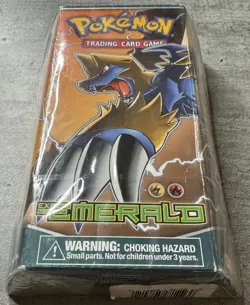 POKéMON
TRADING CARD GAME
EMERALD
WARNING: CHOKING HAZARD
Small parts. Not for children under 3 years.